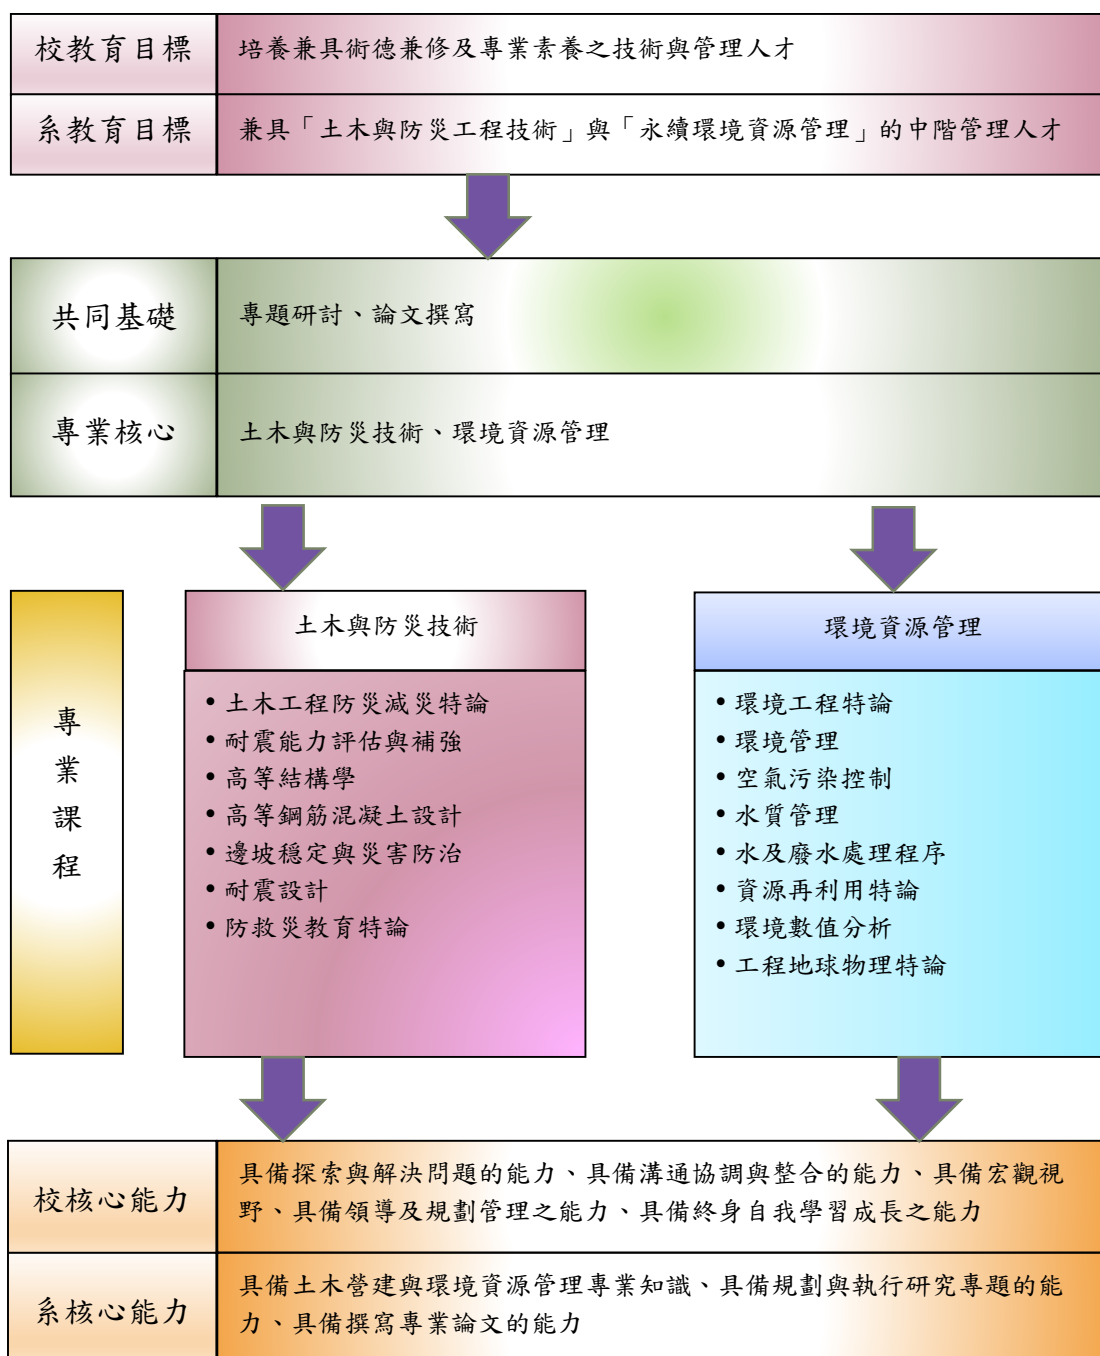 校教育目標
培養兼具術德兼修及專業素養之技術與管理人才
系教育目標
兼具「土木與防災工程技術」與「永續環境資源管理」的中階管理人才
共同基礎
專題研討、論文撰寫
專業核心
土木與防災技術、環境資源管理
專業課程
土木與防災技術
•土木工程防災減災特論
•耐震能力評估與補強
•高等結構學
•高等鋼筋混凝土設計
•邊坡穩定與災害防治
•耐震設計
•防救災教育特論
環境資源管理
•環境工程特論
•環境管理
•空氣污染控制
•水質管理
•水及廢水處理程序
•資源再利用特論
•環境數值分析
•工程地球物理特論
校核心能力
具備探索與解決問題的能力、具備溝通協調與整合的能力、具備宏觀視
野、具備領導及規劃管理之能力、具備終身自我學習成長之能力
系核心能力
具備土木營建與環境資源管理專業知識、具備規劃與執行研究專題的能
力、具備撰寫專業論文的能力